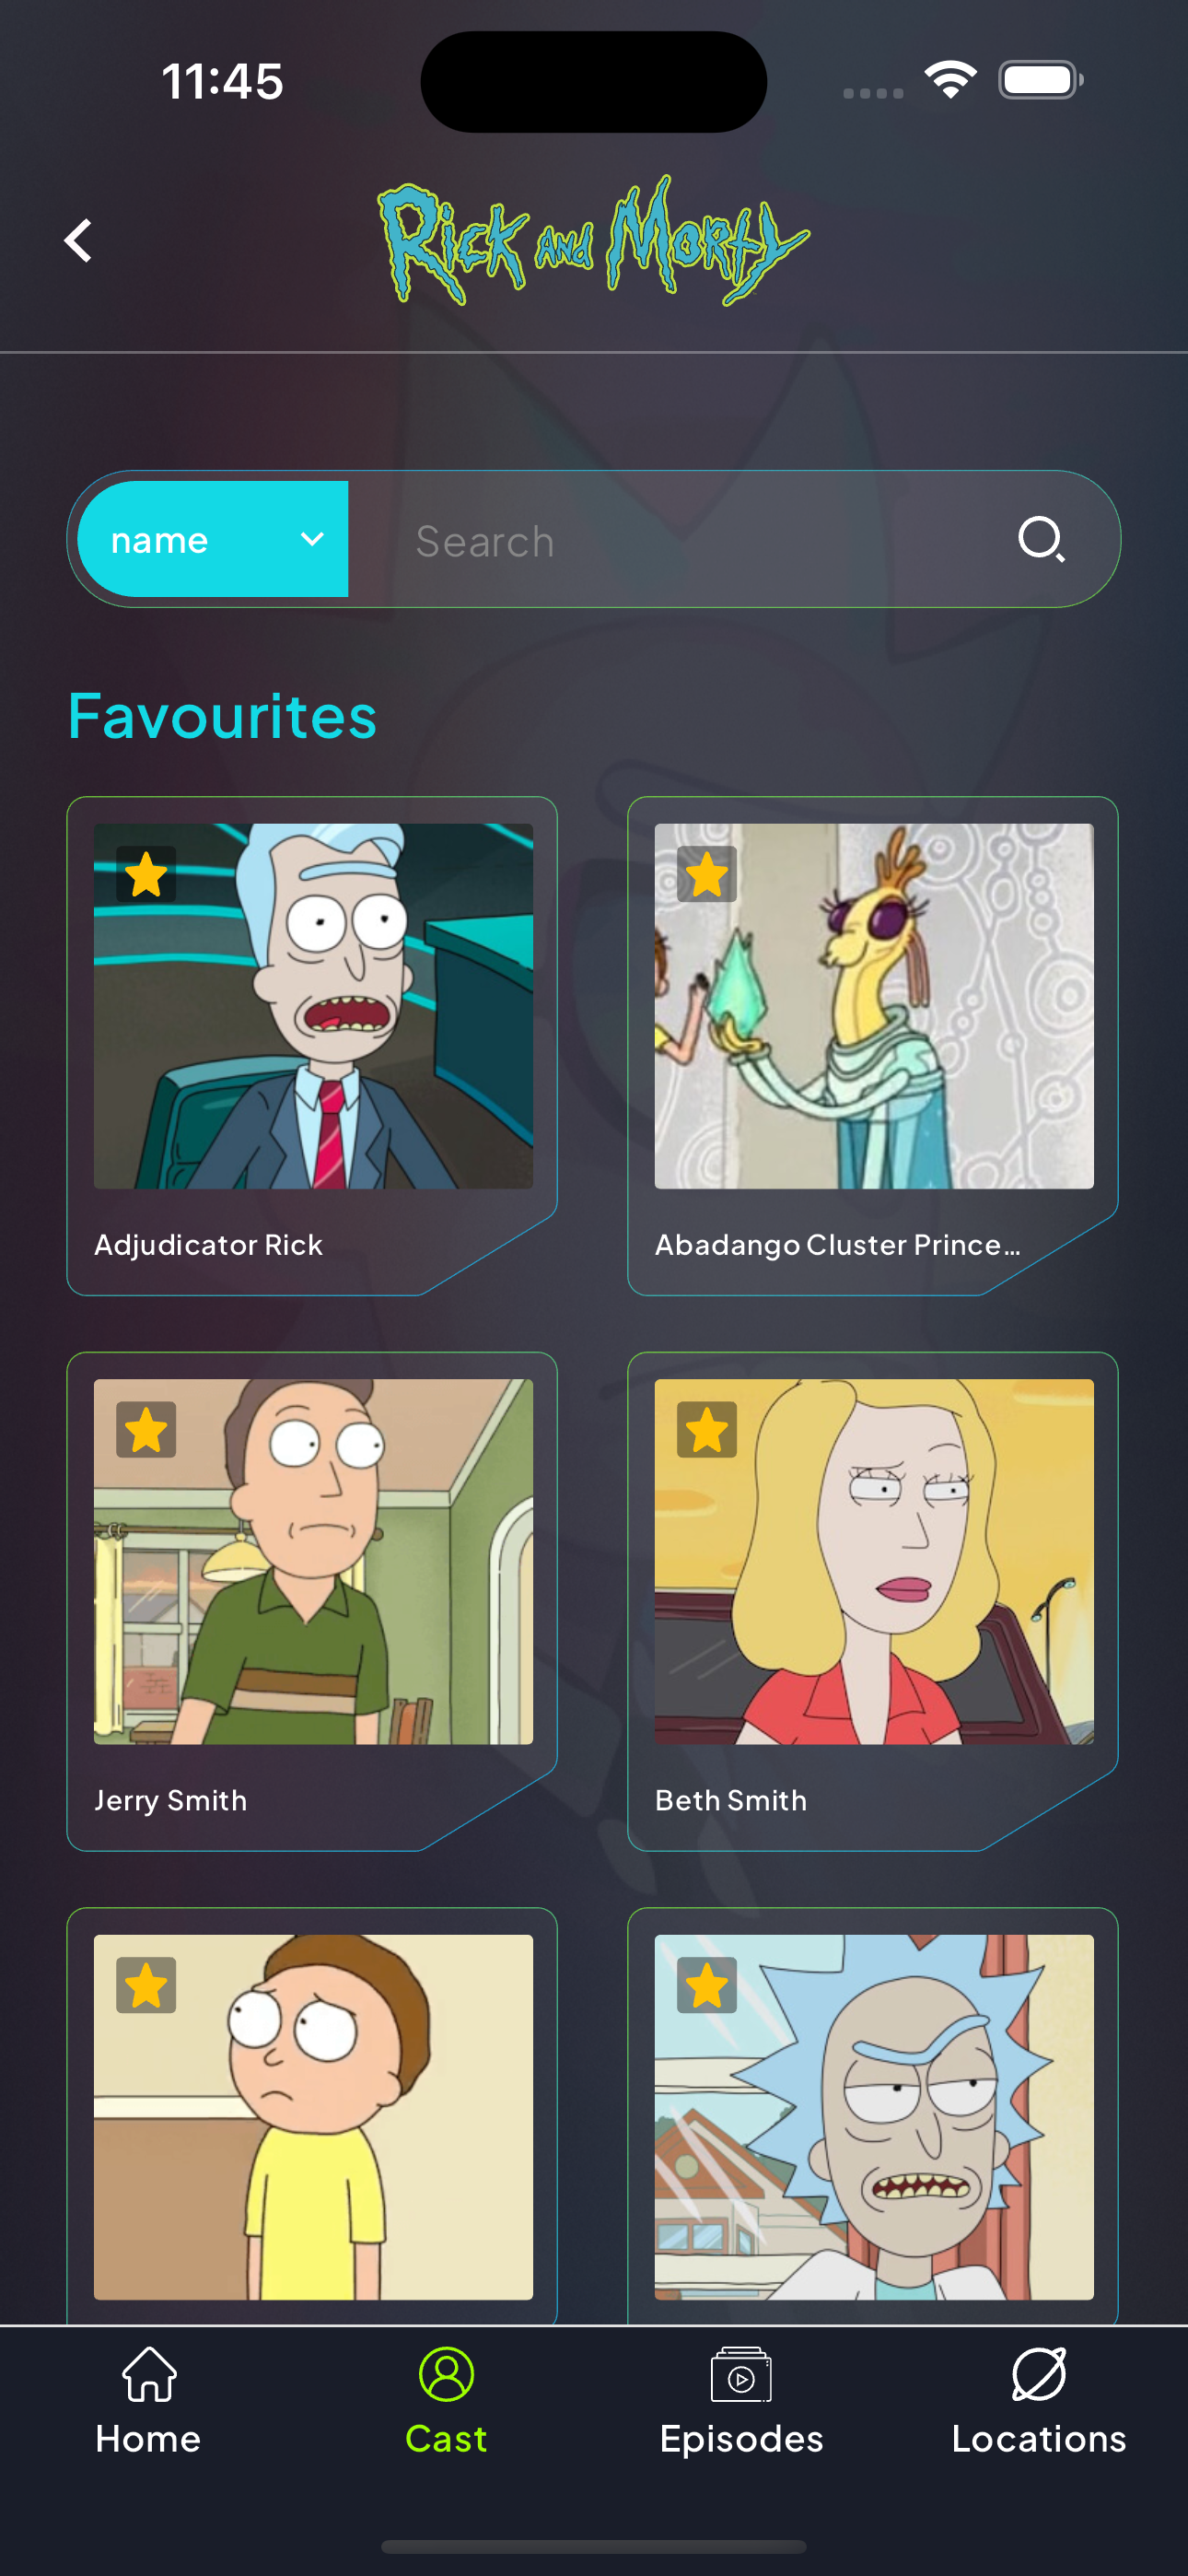 11:45
Rick and Morty
name
Search
Favourites
Adjudicator Rick
Abadango Cluster Prince...
Jerry Smith
Beth Smith
Home
Cast
Episodes
Locations